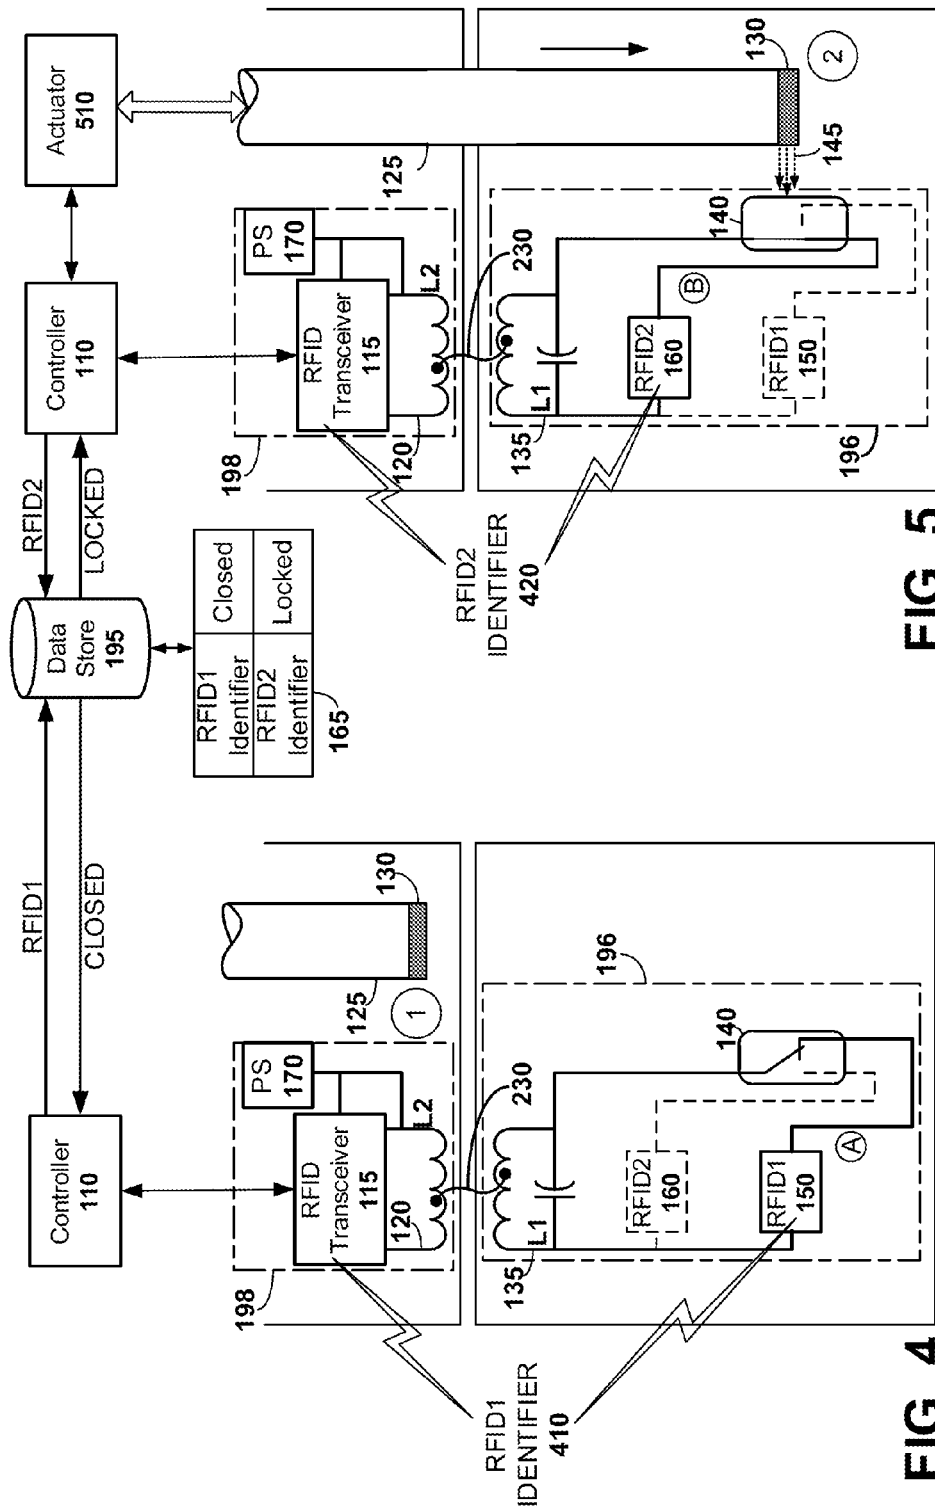 Controller
110
RFID1
CLOSED
Data
Store
195
RFID2
LOCKED
Controller
110
Actuator
510
RFID1
Identifier
Closed
RFID2
Identifier
Locked
165
198
RFID
Transceiver
115
PS
170
120
L2
125
130
1
230
135
L1
RFID2
160
RFID1
150
A
140
196
RFID1
IDENTIFIER
410
FIG 4
198
RFID
Transceiver
115
PS
170
120
L2
125
130
2
145
230
135
L1
RFID2
160
B
RFID1
150
140
196
RFID2
IDENTIFIER
420
FIG 5